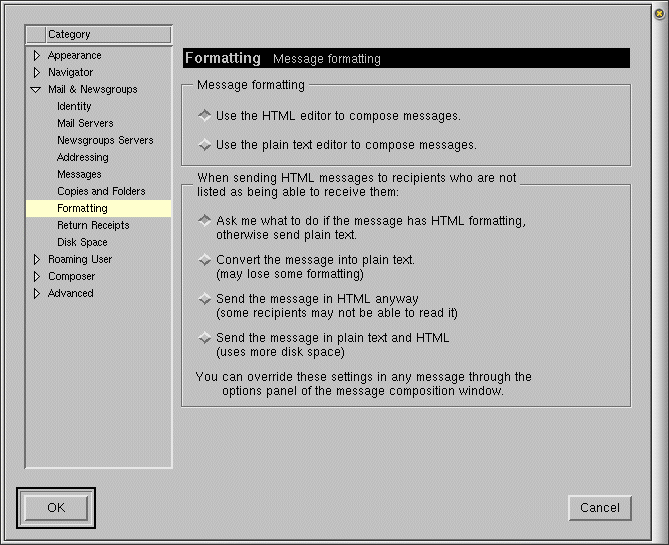 Category
Appearance
Navigator
Mail & Newsgroups
Identity
Mail Servers
Newsgroups Servers
Addressing
Messages
Copies and Folders
Formatting
Return Receipts
Disk Space
Roaming User
Composer
Advanced
Formatting Message formatting
Message formatting
Use the HTML editor to compose messages.
Use the plain text editor to compose messages.
When sending HTML messages to recipients who are not
listed as being able to receive them:
Ask me what to do if the message has HTML formatting,
otherwise send plain text.
Convert the message into plain text.
(may lose some formatting)
Send the message in HTML anyway
(some recipients may not be able to read it)
Send the message in plain text and HTML
(uses more disk space)
You can override these settings in any message through the
options panel of the message composition window.
OK
Cancel